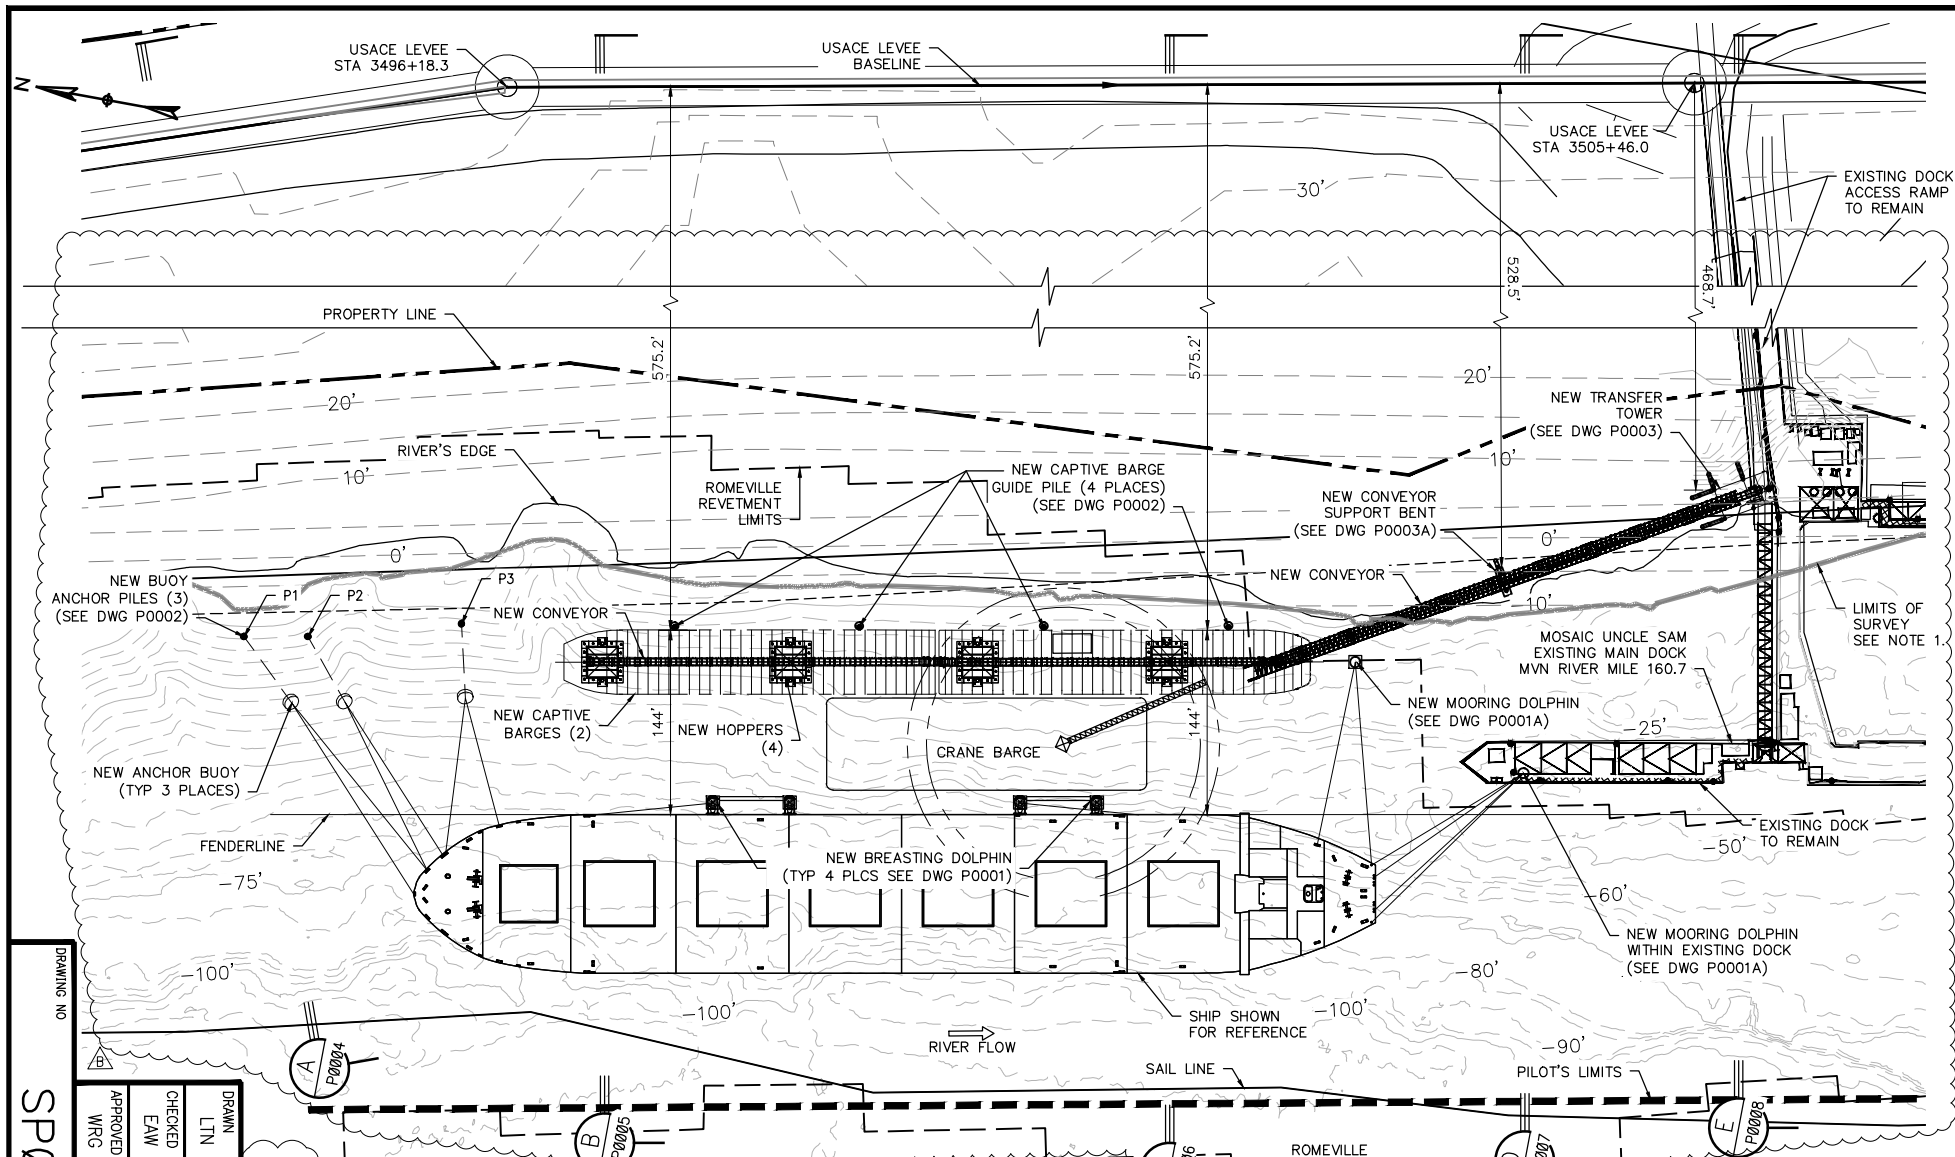 USACE LEVEE
STA 3496+18.3
USACE LEVEE
BASELINE
N
USACE LEVEE
STA 3505+46.0
EXISTING DOCK
ACCESS RAMP
TO REMAIN
30'
528.5'
468.7'
PROPERTY LINE
575.2'
575.2'
20'
20'
NEW TRANSFER
TOWER
(SEE DWG P0003)
RIVER'S EDGE
10'
10'
ROMEVILLE
REVETMENT
LIMITS
NEW CAPTIVE BARGE
GUIDE PILE (4 PLACES)
(SEE DWG P0002)
NEW CONVEYOR
SUPPORT BENT
(SEE DWG P0003A)
0'
0'
NEW BUOY
ANCHOR PILES (3)
(SEE DWG P0002)
P1
P2
P3
NEW CONVEYOR
NEW CONVEYOR
-10'
LIMITS OF
SURVEY
SEE NOTE 1.
MOSAIC UNCLE SAM
EXISTING MAIN DOCK
MVN RIVER MILE 160.7
NEW CAPTIVE
BARGES (2)
144'
NEW HOPPERS
(4)
144'
CRANE BARGE
NEW MOORING DOLPHIN
(SEE DWG P0001A)
-25'
NEW ANCHOR BUOY
(TYP 3 PLACES)
FENDERLINE
-75'
NEW BREASTING DOLPHIN
(TYP 4 PLCS SEE DWG P0001)
EXISTING DOCK
TO REMAIN
-50'
-60'
NEW MOORING DOLPHIN
WITHIN EXISTING DOCK
(SEE DWG P0001A)
-100'
-80'
-100'
-100'
SHIP SHOWN
FOR REFERENCE
RIVER FLOW
-90'
SAIL LINE
PILOT'S LIMITS
A
P0004
B
P0005
E
P0008
ROMEVILLE
DRAWING NO
B
DRAWN
LTN
CHECKED
EAW
APPROVED
WRG